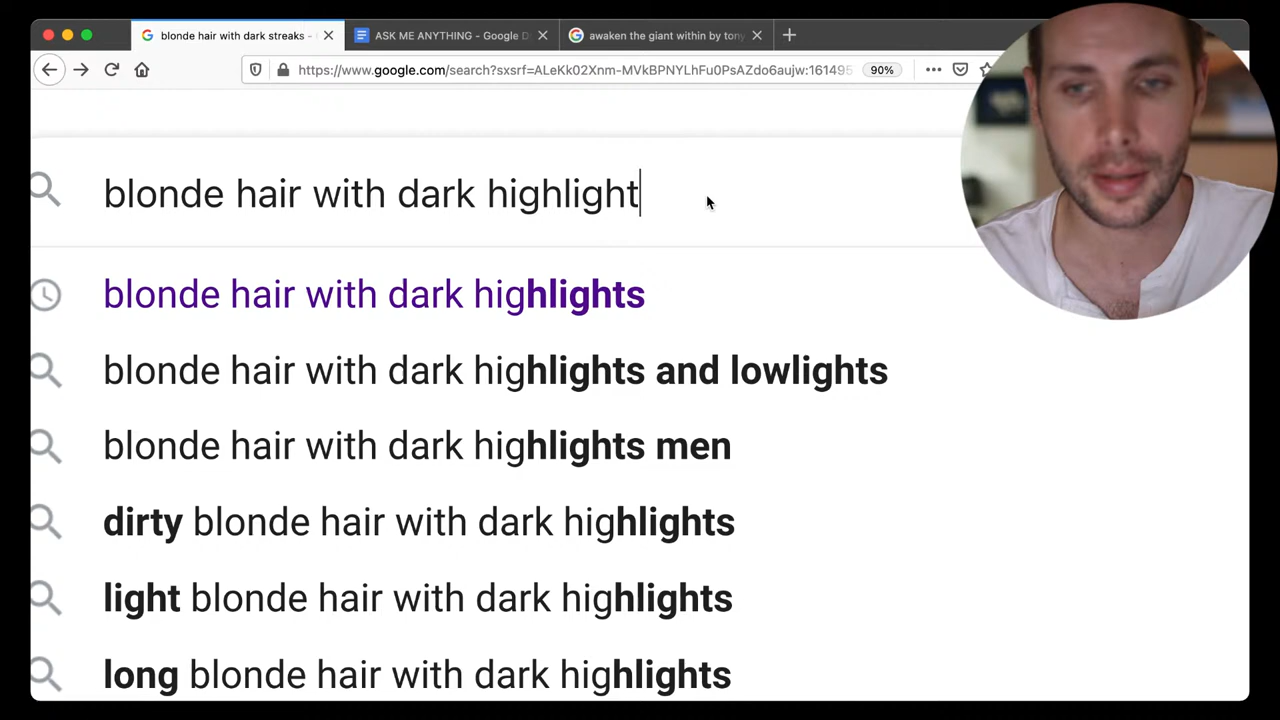 blonde hair with dark streaks -
ASK ME ANYTHING - Google D
awaken the giant within by tony
https://www.google.com/search?sxsrf=ALeKk02Xnm-MVkBPNYLhFu0PsAZdo6aujw:161495
90%
blonde hair with dark highlight
blonde hair with dark highlights
blonde hair with dark highlights and lowlights
blonde hair with dark highlights men
dirty blonde hair with dark highlights
light blonde hair with dark highlights
long blonde hair with dark highlights